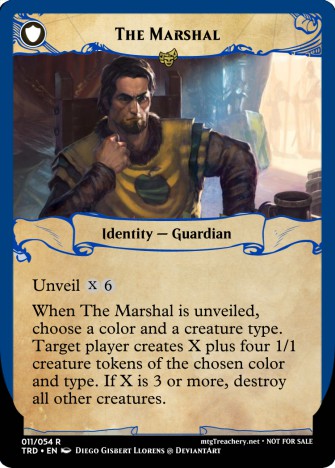 The Marshal
Identity — Guardian
Unveil X 6
When The Marshal is unveiled,
choose a color and a creature type.
Target player creates X plus four 1/1
creature tokens of the chosen color
and type. If X is 3 or more, destroy
all other creatures.
011/054 R
mtgTreachery.net • NOT FOR SALE
TRD • EN Diego Gisbert Llorens @ DeviantArt